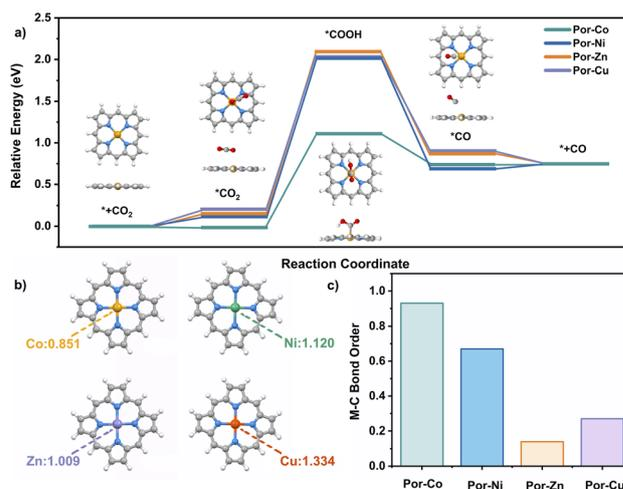 a)
2.5
2.0
1.5
1.0
0.5
0.0
Relative Energy (eV)
*+CO₂
*CO₂
*CO₂
*COOH
*CO
*+CO
Por-Co
Por-Ni
Por-Zn
Por-Cu
Reaction Coordinate
b)
Co:0.851
Ni:1.120
Zn:1.009
Cu:1.334
c)
M-C Bond Order
1.0
0.8
0.6
0.4
0.2
0.0
Por-Co
Por-Ni
Por-Zn
Por-Cu